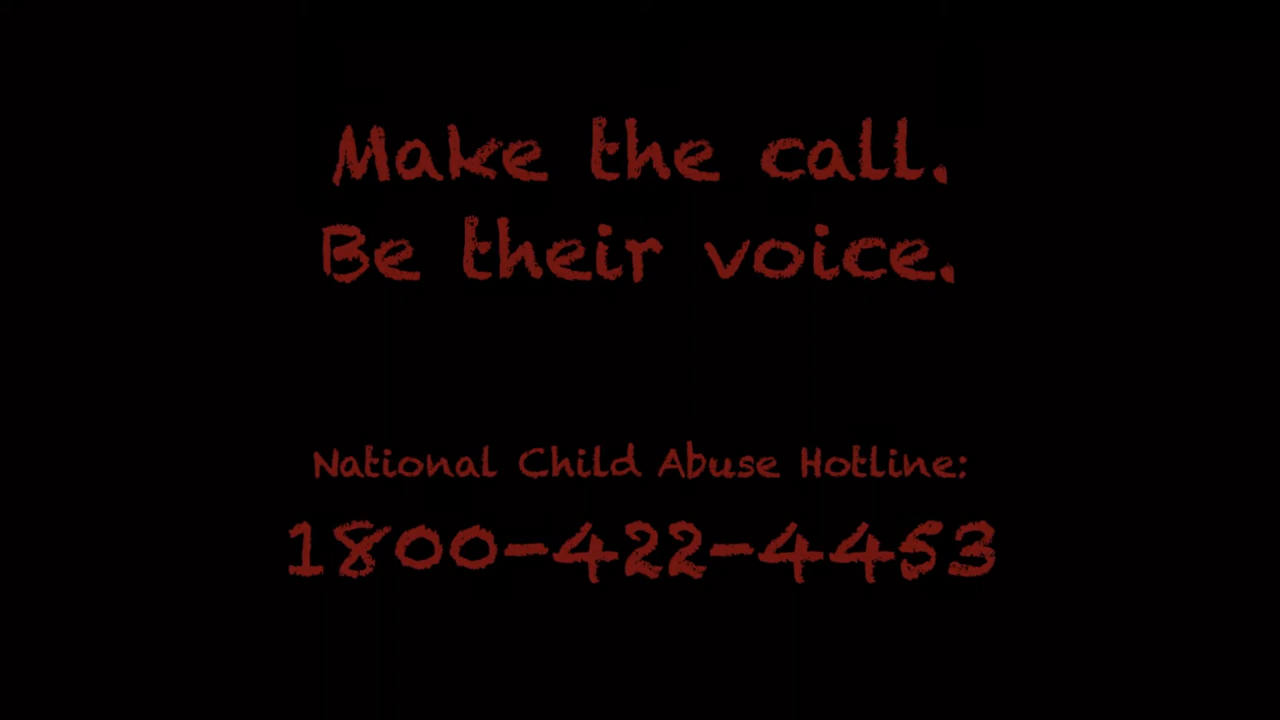 Make the call.
Be their voice.
National Child Abuse Hotline:
1800-422-4453